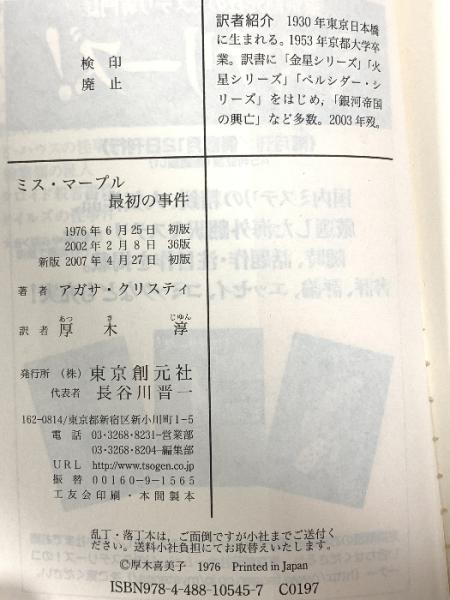 訳者紹介 1930年東京日本橋
に生まれる。1953年京都大学卒
業。訳書に「金星シリーズ」「火
星シリーズ」「ペルシダー・シ
リーズ」をはじめ,「銀河帝国
の興亡」など多数。2003年歿。
検印
廃止
ミス・マープル
最初の事件
1976年6月25日 初版
2002年2月8日 36版
新版 2007年4月27日 初版
著者 アガサ・クリスティ
あつ き じゆん
訳者 厚木淳
発行所 (株) 東京創元社
代表者 長谷川晋一
162-0814/東京都新宿区新小川町1-5
電話 03・3268・8231-営業部
03・3268・8204-編集部
URL http://www.tsogen.co.jp
振替 00160-9-1565
工友会印刷・本間製本
乱丁・落丁本は,ご面倒ですが小社までご送付く
ださい。送料小社負担にてお取替えいたします。
©厚木喜美子 1976 Printed in Japan
ISBN978-4-488-10545-7 C0197